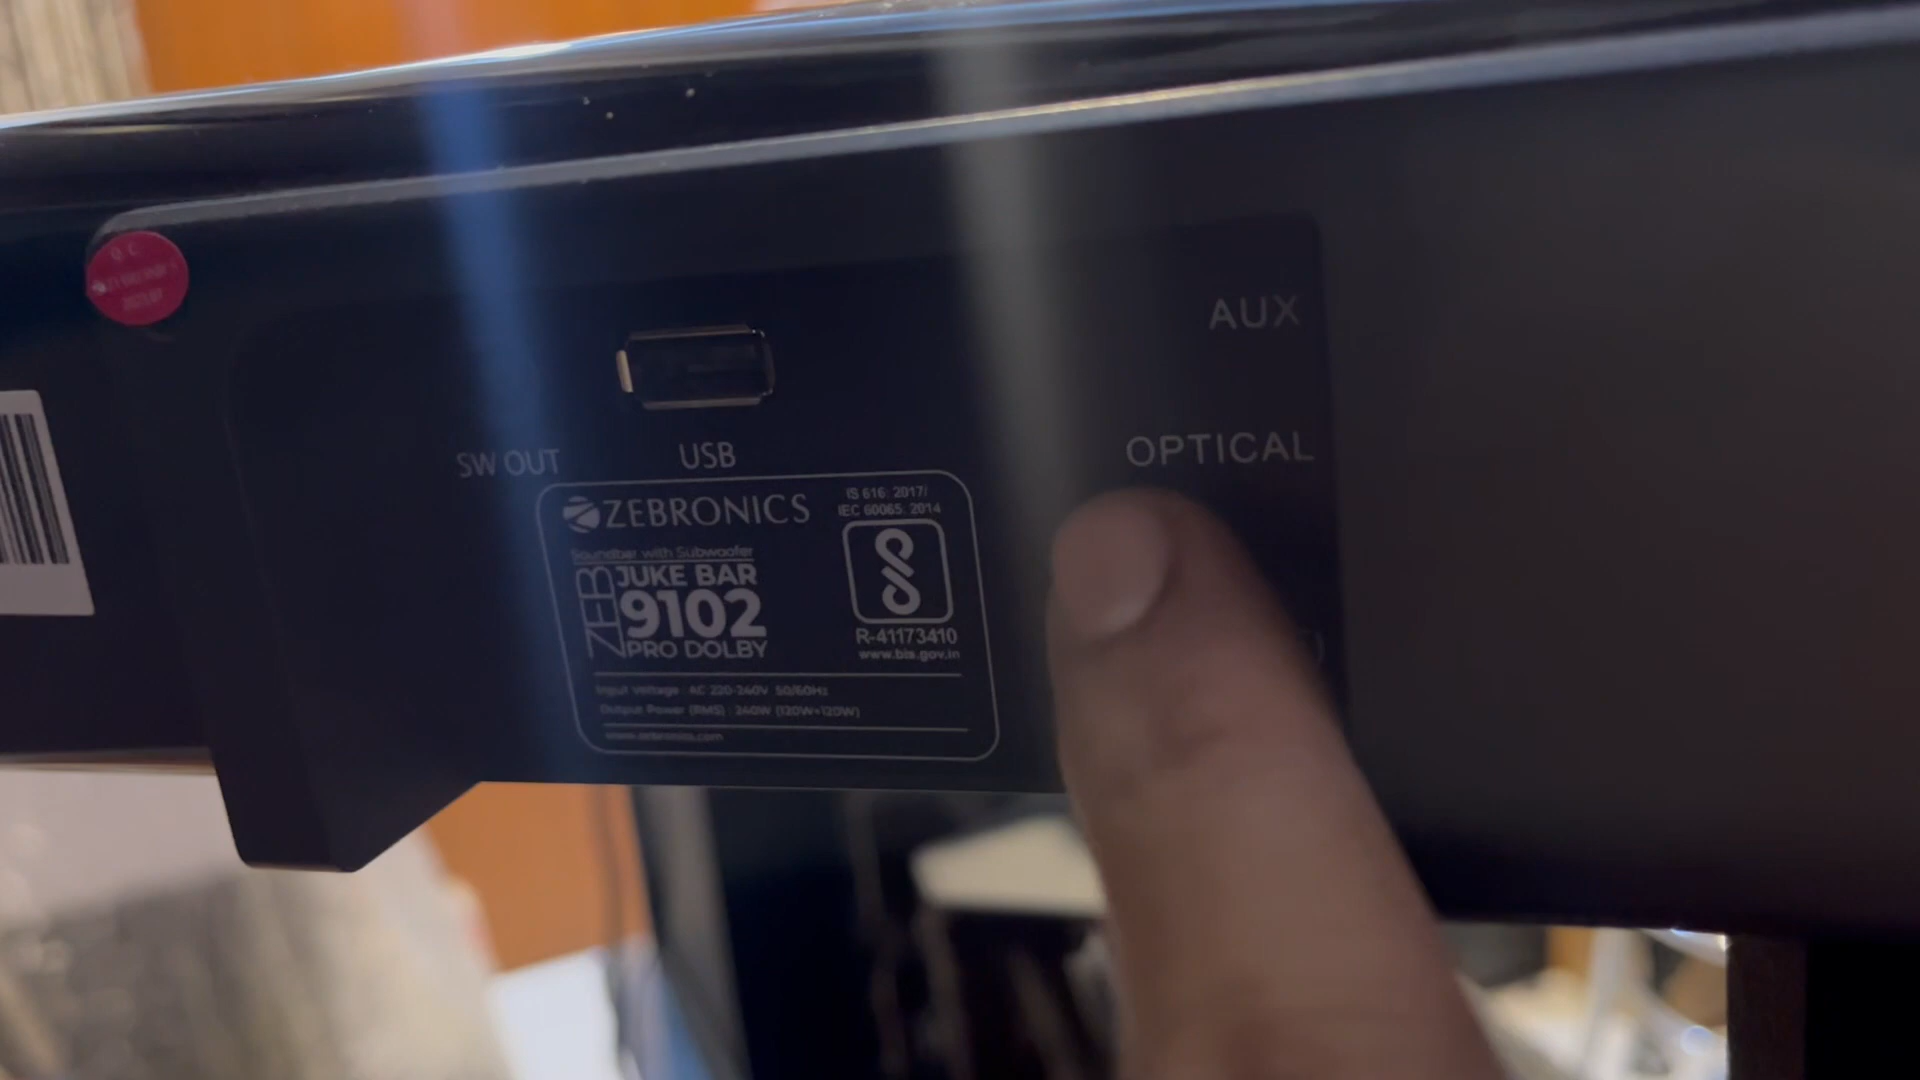 Q.C
AUX
OPTICAL
SW OUT
USB
ZEBRONICS
IS 616: 2017/
IEC 60065: 2014
Soundbar with Subwoofer
ZEB
JUKE BAR
9102
PRO DOLBY
R-41173410
www.bis.gov.in
Input Voltage : AC 220-240V 50/60Hz
Output Power (RMS) : 240W (120W+120W)
www.zebronics.com